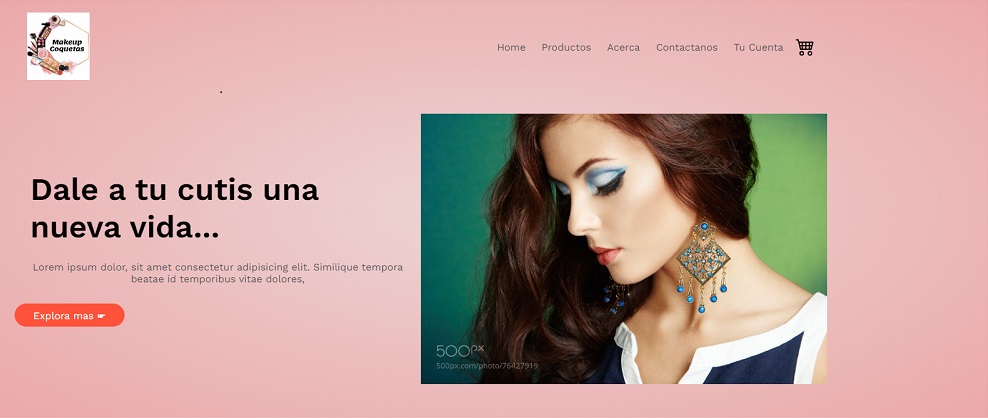 Makeup
Coquetas
Home Productos Acerca Contactanos Tu Cuenta
Dale a tu cutis una
nueva vida...
Lorem ipsum dolor, sit amet consectetur adipisicing elit. Similique tempora
beatae id temporibus vitae dolores,
Explora mas ☛
500px
500px.com/photo/76427919